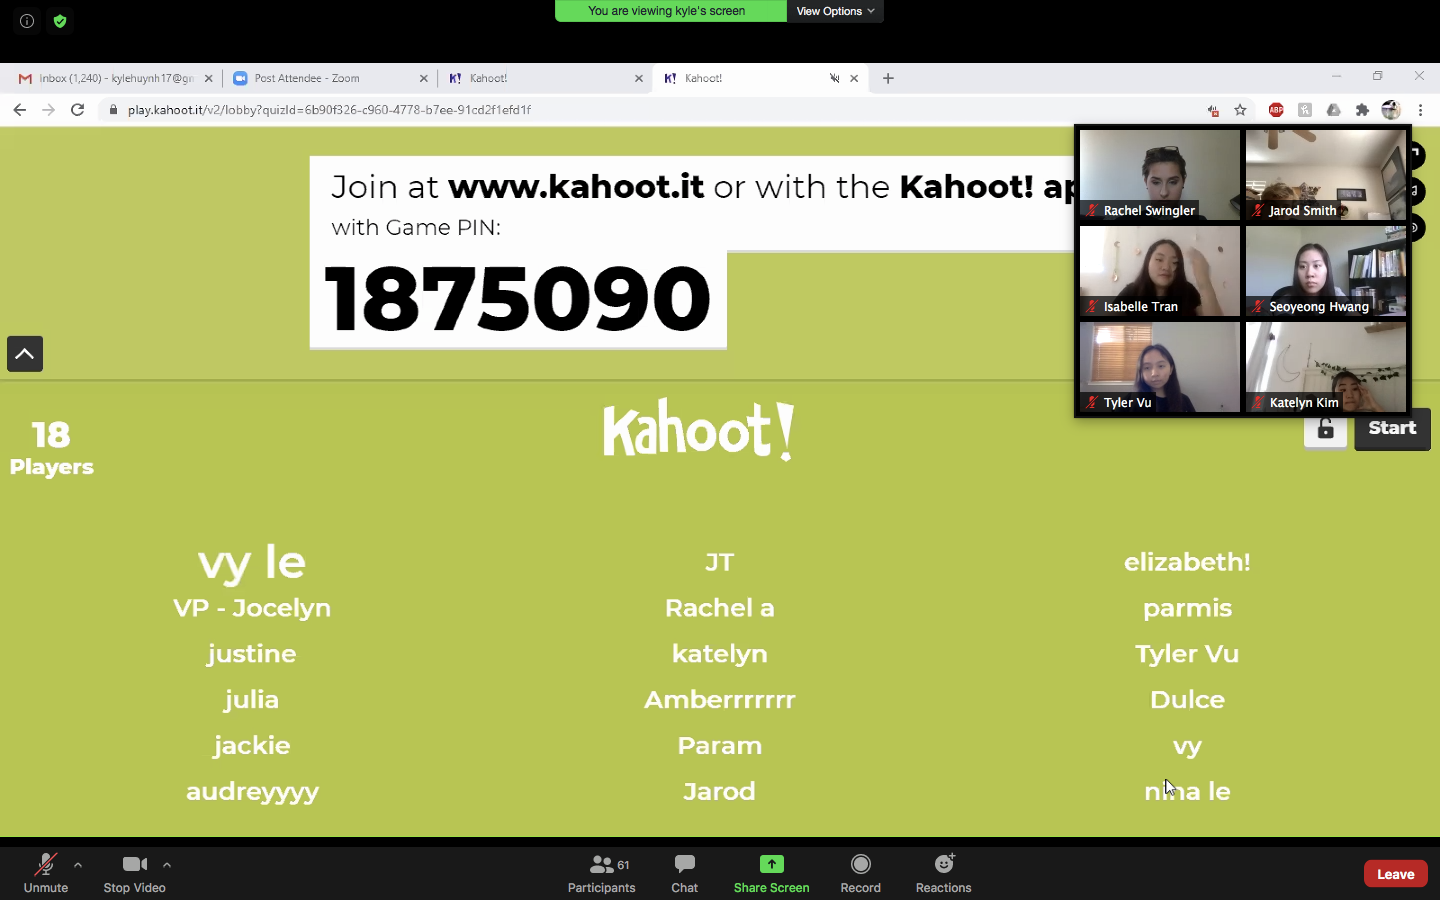 You are viewing kyle's screen
View Options
Inbox (1,240) - kylehuynh17@gm
Post Attendee - Zoom
Kahoot!
Kahoot!
play.kahoot.it/v2/lobby?quizId=6b90f326-c960-4778-b7ee-91cd2f1efd1f
ABP
Join at www.kahoot.it or with the Kahoot! ap
with Game PIN:
1875090
Rachel Swingler
Jarod Smith
Isabelle Tran
Seoyeong Hwang
Tyler Vu
Katelyn Kim
18
Players
Kahoot!
Start
vy le
JT
elizabeth!
VP - Jocelyn
Rachel a
parmis
justine
katelyn
Tyler Vu
julia
Amberrrrrrr
Dulce
jackie
Param
vy
audreyyyy
Jarod
nina le
Unmute
Stop Video
Participants
61
Chat
Share Screen
Record
Reactions
Leave